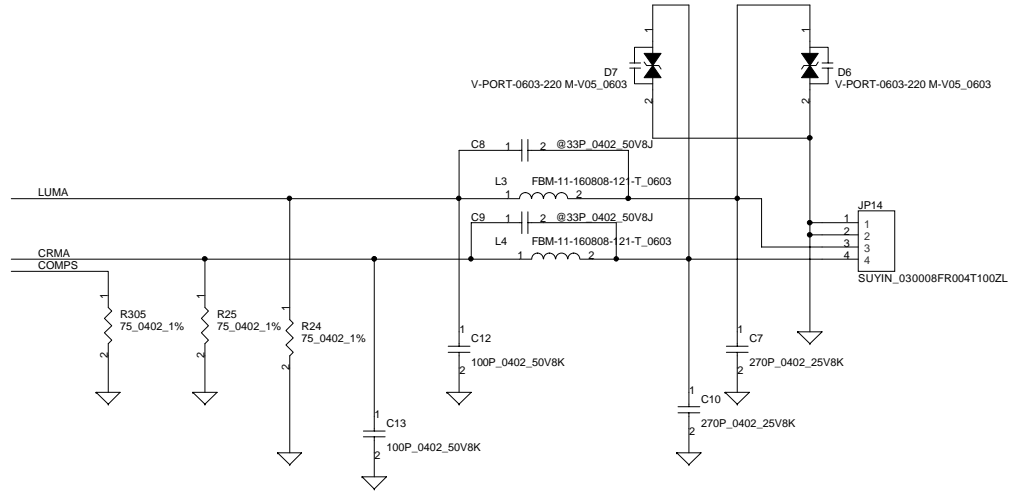 1
1
D7
D6
V-PORT-0603-220 M-V05_0603
V-PORT-0603-220 M-V05_0603
2
2
C8
1
2
@33P_0402_50V8J
LUMA
L3
FBM-11-160808-121-T_0603
1
2
JP14
C9
1
2
@33P_0402_50V8J
1
1
2
2
3
3
4
4
CRMA
L4
FBM-11-160808-121-T_0603
1
2
COMPS
SUYIN_030008FR004T100ZL
1
1
1
R305
75_0402_1%
R25
75_0402_1%
R24
75_0402_1%
2
2
2
1
C12
100P_0402_50V8K
2
1
C7
270P_0402_25V8K
2
1
C10
270P_0402_25V8K
2
1
C13
100P_0402_50V8K
2